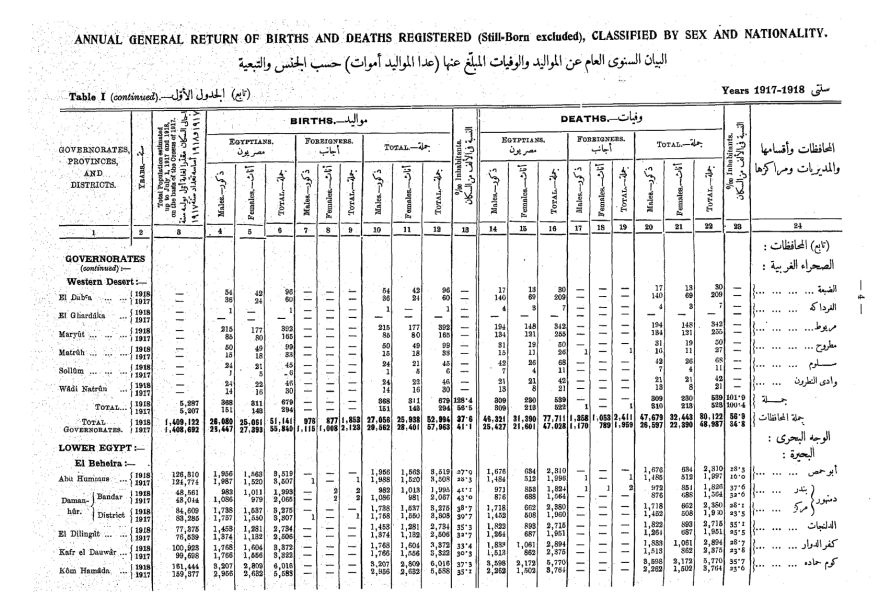 ANNUAL GENERAL RETURN OF BIRTHS AND DEATHS REGISTERED (Still-Born excluded), CLASSIFIED BY SEX AND NATIONALITY.
البيان السنوى العام عن المواليد والوفيات المبلّغ عنها (عدا المواليد أموات) حسب الجنس والتبعية
Table I (continued).—الجدول الأوّل (تابع) Years 1917-1918 سنتى
BIRTHS.—مواليد DEATHS.—وفيات
GOVERNORATES, PROVINCES, AND DISTRICTS. YEARS.—سنة Total Population estimated up to July 1, 1917 and 1918, on the basis of the Census of 1917. EGYPTIANS. مصريون FOREIGNERS. أجانب TOTAL.—جملة ‰ Inhabitants. EGYPTIANS. مصريون FOREIGNERS. أجانب TOTAL.—جملة ‰ Inhabitants. المحافظات وأقسامها والمديريات ومراكزها
Males.—ذكور Females.—أناث TOTAL.—جملة Males.—ذكور Females.—أناث TOTAL.—جملة Males.—ذكور Females.—أناث TOTAL.—جملة Males.—ذكور Females.—أناث TOTAL.—جملة Males.—ذكور Females.—أناث TOTAL.—جملة Males.—ذكور Females.—أناث TOTAL.—جملة
1 2 3 4 5 6 7 8 9 10 11 12 13 14 15 16 17 18 19 20 21 22 23 24
GOVERNORATES (تابع) المحافظات :
(continued) :—
Western Desert :— الصحراء الغربية :
El Dab‘a 1918 — 54 42 96 — — — 54 42 96 — 17 13 30 — — — 17 13 30 — الضبعة
1917 — 36 24 60 — — — 36 24 60 — 140 69 209 — — — 140 69 209 —
El Ghardāka 1918 — 1 — 1 — — — 1 — 1 — 4 3 7 — — — 4 3 7 — الغرداكه
1917 —
Maryût 1918 — 215 177 392 — — — 215 177 392 — 194 148 342 — — — 194 148 342 — مريوط
1917 — 85 80 165 — — — 85 80 165 — 134 121 255 — — — 134 121 255 —
Matrûh 1918 — 50 49 99 — — — 50 49 99 — 31 19 50 — — — 31 19 50 — مطروح
1917 — 15 18 33 — — — 15 18 33 — 15 11 26 1 — 1 16 11 27 —
Sollûm 1918 — 24 21 45 — — — 24 21 45 — 42 26 68 — — — 42 26 68 — سلوم
1917 — 1 5 6 — — — 1 5 6 — 7 4 11 — — — 7 4 11 —
Wâdi Natrûn 1918 — 24 22 46 — — — 24 22 46 — 21 21 42 — — — 21 21 42 — وادى النطرون
1917 — 14 16 30 — — — 14 16 30 — 13 8 21 — — — 13 8 21 —
TOTAL 1918 5,287 368 311 679 — — — 368 311 679 128·4 309 230 539 — — — 309 230 539 101·9 جملة
1917 5,207 151 143 294 — — — 151 143 294 56·5 309 213 522 1 — 1 310 213 523 100·4
TOTAL GOVERNORATES. 1918 1,409,122 26,080 25,061 51,141 976 877 1,853 27,056 25,938 52,994 37·6 46,321 31,390 77,711 1,358 1,053 2,411 47,679 32,443 80,122 56·9 جملة المحافظات
1917 1,408,692 28,447 27,393 55,840 1,115 1,008 2,123 29,562 28,401 57,963 41·1 25,427 21,601 47,028 1,170 789 1,959 26,597 22,390 48,987 34·8
LOWER EGYPT :— الوجه البحرى :
El Beheira :— البحيرة :
Abu Hummus 1918 126,310 1,956 1,563 3,519 — — — 1,956 1,563 3,519 27·9 1,676 634 2,310 — — — 1,676 634 2,310 18·3 أبو حمص
1917 124,774 1,987 1,520 3,507 1 — 1 1,988 1,520 3,508 28·3 1,484 512 1,996 1 — 1 1,485 512 1,997 16·0
Daman- hûr. Bandar 1918 48,561 982 1,011 1,993 — 2 2 982 1,013 1,995 41·1 971 853 1,824 1 1 2 972 854 1,826 37·6 دمنهور بندر
1917 48,044 1,086 979 2,065 — 2 2 1,086 981 2,067 43·0 876 688 1,564 — — — 876 688 1,564 32·6
District 1918 84,609 1,738 1,537 3,275 — — — 1,738 1,537 3,275 38·7 1,718 662 2,380 — — — 1,718 662 2,380 28·1 مركز
1917 83,285 1,757 1,550 3,307 1 — 1 1,758 1,550 3,308 39·7 1,452 508 1,960 — — — 1,452 508 1,960 23·5
El Dilingât 1918 77,375 1,453 1,281 2,734 — — — 1,453 1,281 2,734 35·3 1,822 893 2,715 — — — 1,822 893 2,715 35·1 الدلنجات
1917 76,539 1,374 1,132 2,506 — — — 1,374 1,132 2,506 32·7 1,264 687 1,951 — — — 1,264 687 1,951 25·5
Kafr el Dauwâr 1918 100,923 1,768 1,604 3,372 — — — 1,768 1,604 3,372 33·4 1,833 1,061 2,894 — — — 1,833 1,061 2,894 28·7 كفر الدوار
1917 99,698 1,766 1,556 3,322 — — — 1,766 1,556 3,322 30·3 1,513 862 2,375 — — — 1,513 862 2,375 23·8
Kôm Hamâda 1918 161,444 3,207 2,809 6,016 — — — 3,207 2,809 6,016 37·3 3,598 2,172 5,770 — — — 3,598 2,172 5,770 35·7 كوم حماده
1917 159,377 2,956 2,632 5,588 — — — 2,956 2,632 5,588 35·1 2,262 1,502 3,764 — — — 2,262 1,502 3,764 23·6
— 4 —